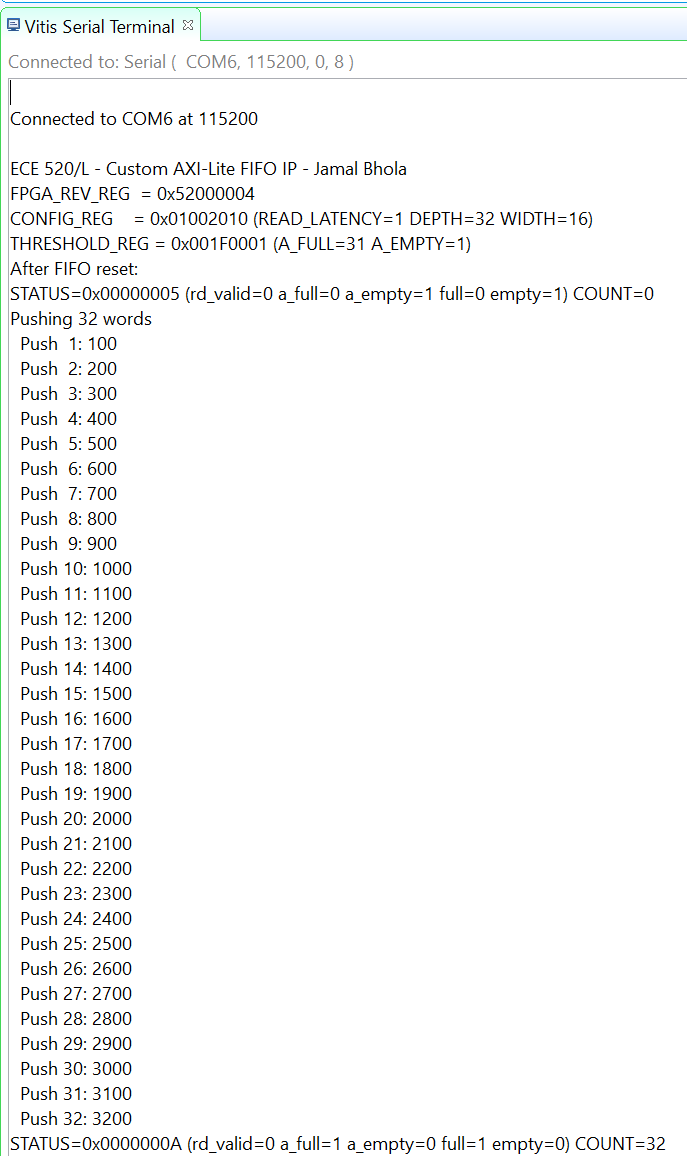 Vitis Serial Terminal
Connected to: Serial ( COM6, 115200, 0, 8 )
Connected to COM6 at 115200
ECE 520/L - Custom AXI-Lite FIFO IP - Jamal Bhola
FPGA_REV_REG  = 0x52000004
CONFIG_REG    = 0x01002010 (READ_LATENCY=1 DEPTH=32 WIDTH=16)
THRESHOLD_REG = 0x001F0001 (A_FULL=31 A_EMPTY=1)
After FIFO reset:
STATUS=0x00000005 (rd_valid=0 a_full=0 a_empty=1 full=0 empty=1) COUNT=0
Pushing 32 words
  Push  1: 100
  Push  2: 200
  Push  3: 300
  Push  4: 400
  Push  5: 500
  Push  6: 600
  Push  7: 700
  Push  8: 800
  Push  9: 900
  Push 10: 1000
  Push 11: 1100
  Push 12: 1200
  Push 13: 1300
  Push 14: 1400
  Push 15: 1500
  Push 16: 1600
  Push 17: 1700
  Push 18: 1800
  Push 19: 1900
  Push 20: 2000
  Push 21: 2100
  Push 22: 2200
  Push 23: 2300
  Push 24: 2400
  Push 25: 2500
  Push 26: 2600
  Push 27: 2700
  Push 28: 2800
  Push 29: 2900
  Push 30: 3000
  Push 31: 3100
  Push 32: 3200
STATUS=0x0000000A (rd_valid=0 a_full=1 a_empty=0 full=1 empty=0) COUNT=32